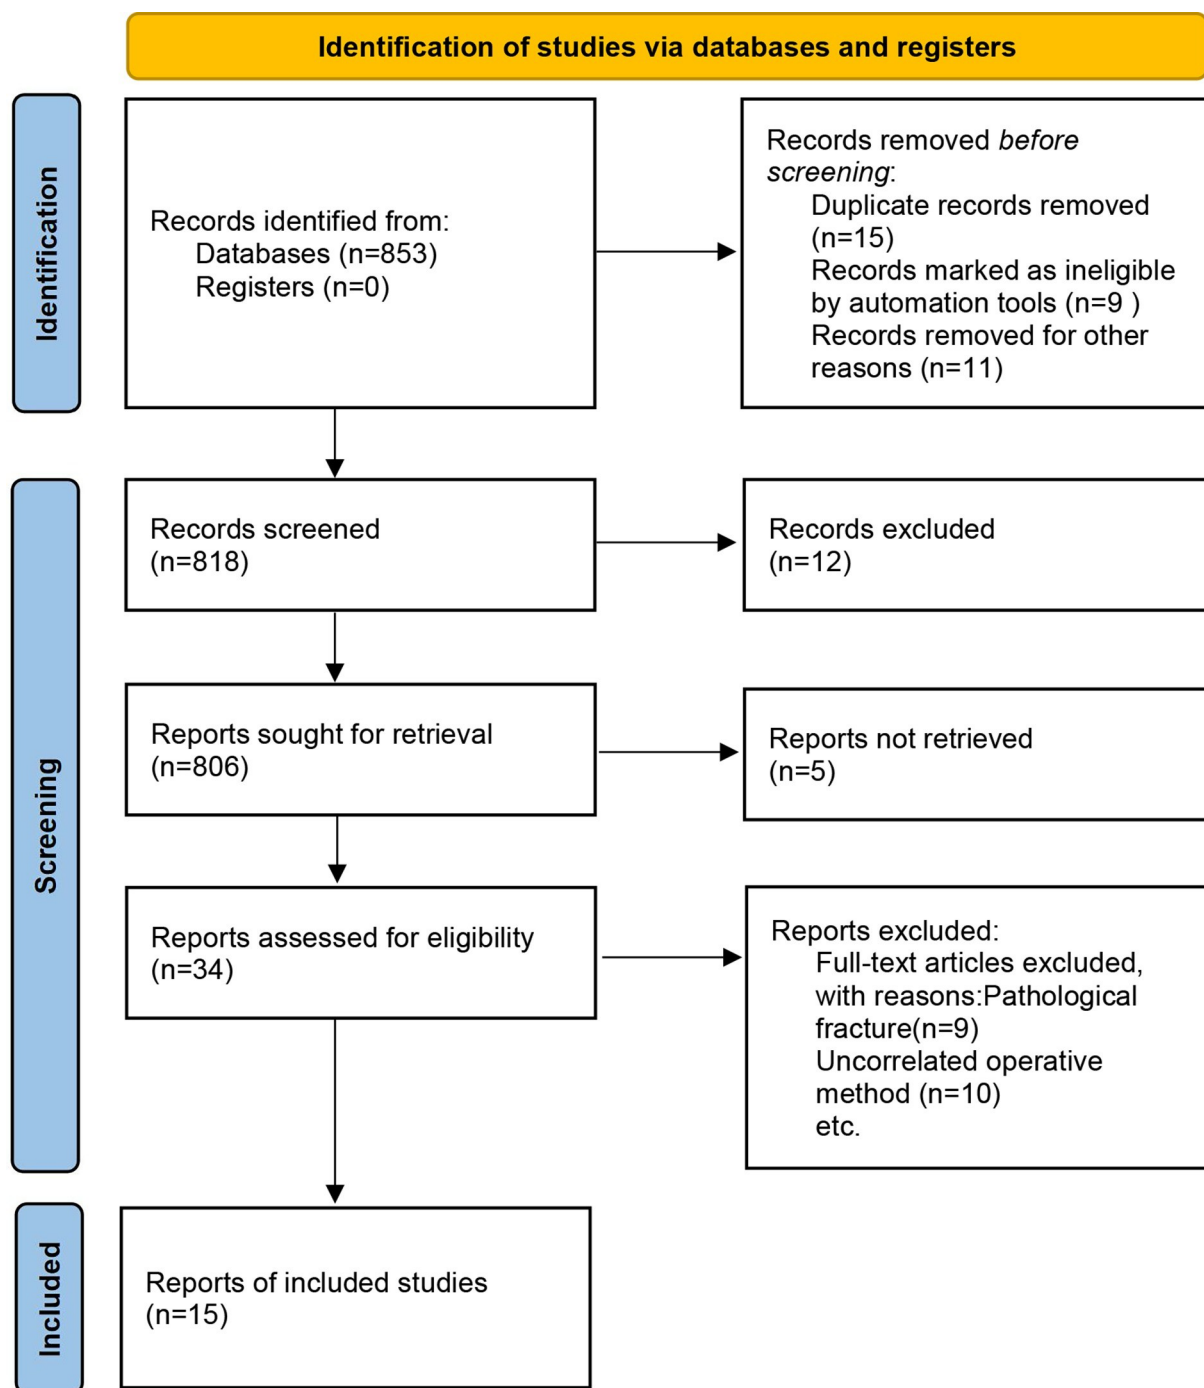 Identification of studies via databases and registers
Identification
Records identified from:
Databases (n=853)
Registers (n=0)
Records removed before
screening:
Duplicate records removed
(n=15)
Records marked as ineligible
by automation tools (n=9 )
Records removed for other
reasons (n=11)
Screening
Records screened
(n=818)
Records excluded
(n=12)
Reports sought for retrieval
(n=806)
Reports not retrieved
(n=5)
Reports assessed for eligibility
(n=34)
Reports excluded:
Full-text articles excluded,
with reasons:Pathological
fracture(n=9)
Uncorrelated operative
method (n=10)
etc.
Included
Reports of included studies
(n=15)